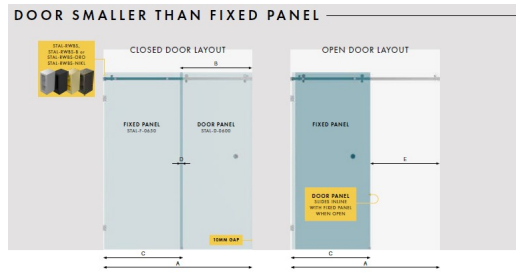 DOOR SMALLER THAN FIXED PANEL
STAL-RWBS,
STAL-RWBS-B or
STAL-RWBS-ORO
STAL-RWBS-NIKL
CLOSED DOOR LAYOUT
B
FIXED PANEL
STAL-F-0650
DOOR PANEL
STAL-D-0600
D
10MM GAP
C
A
OPEN DOOR LAYOUT
FIXED PANEL
E
DOOR PANEL
SLIDES INLINE
WITH FIXED PANEL
WHEN OPEN
C
A